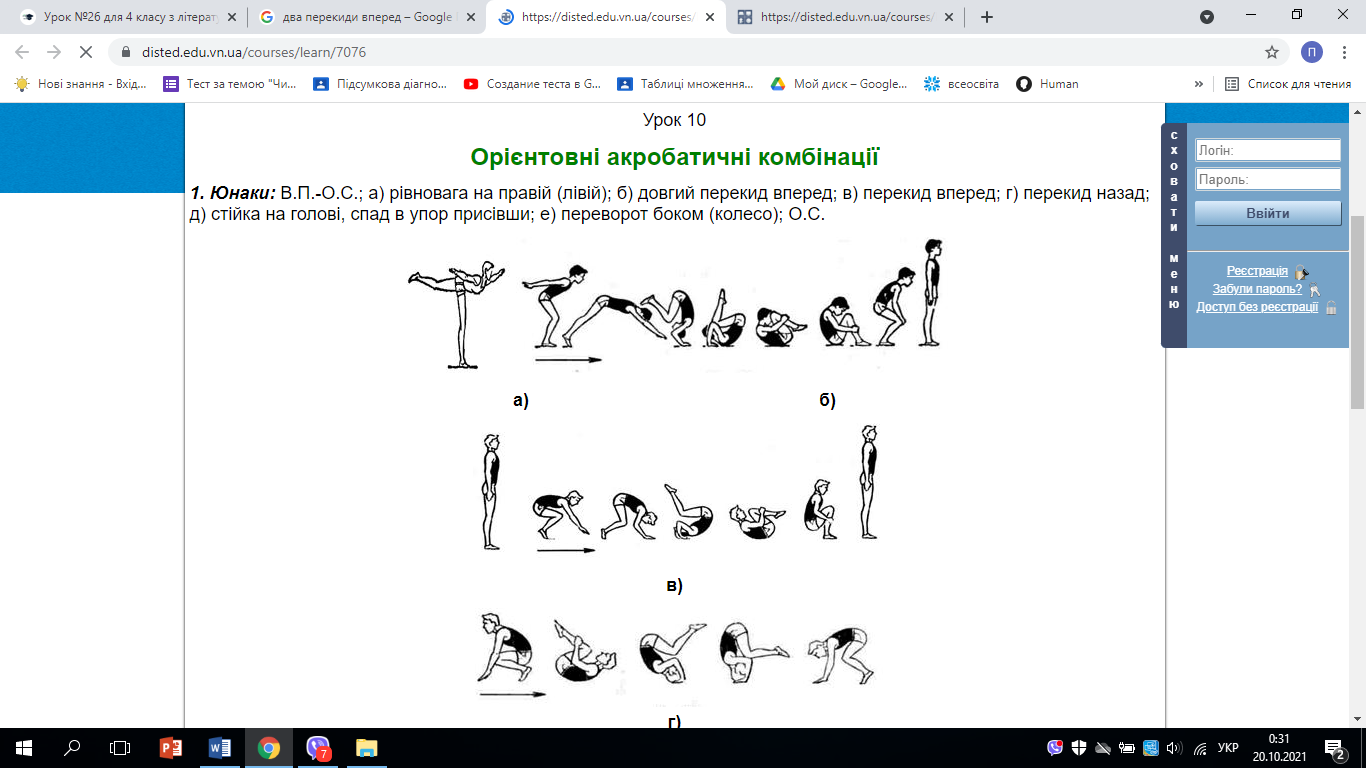 Урок №26 для 4 класу з літерату
два перекиди вперед – Google
https://disted.edu.vn.ua/courses/
https://disted.edu.vn.ua/courses/
disted.edu.vn.ua/courses/learn/7076
П
Нові знання - Вхід...
Тест за темою "Чи...
Підсумкова діагно...
Создание теста в G...
Таблиці множення...
Мой диск – Google...
всеосвіта
Human
»
Список для чтения
Урок 10
Орієнтовні акробатичні комбінації
1. Юнаки: В.П.-О.С.; а) рівновага на правій (лівій); б) довгий перекид вперед; в) перекид вперед; г) перекид назад;
д) стійка на голові, спад в упор присівши; е) переворот боком (колесо); О.С.
а)
б)
в)
г)
сховати меню
Логін:
Пароль:
Ввійти
Реєстрація
Забули пароль?
Доступ без реєстрації
7
УКР
0:31
20.10.2021
2